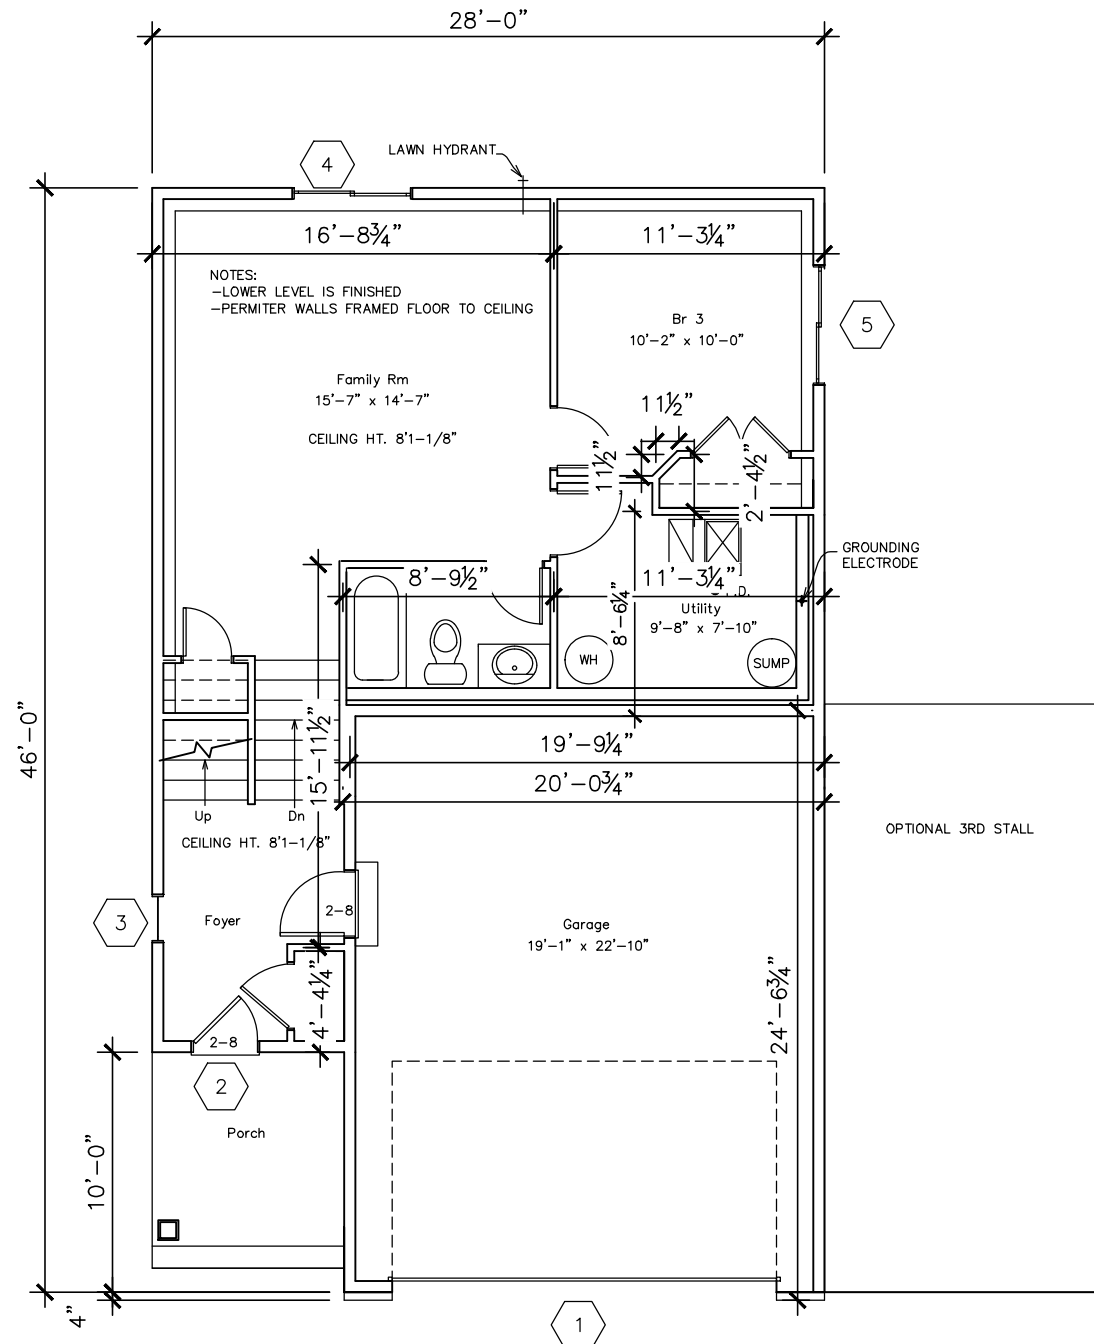 28'-0"
LAWN HYDRANT
4
16'-8¾"
11'-3¼"
NOTES:
-LOWER LEVEL IS FINISHED
-PERMITER WALLS FRAMED FLOOR TO CEILING
5
Br 3
10'-2" x 10'-0"
Family Rm
15'-7" x 14'-7"
CEILING HT. 8'1-1/8"
11½"
11½"
2'-4½"
GROUNDING
ELECTRODE
8'-9½"
11'-3¼"
.D.
8'-6¼"
Utility
9'-8" x 7'-10"
WH
SUMP
46'-0"
15'-11½"
19'-9¼"
20'-0¾"
Up
Dn
CEILING HT. 8'1-1/8"
OPTIONAL 3RD STALL
3
Foyer
2-8
Garage
19'-1" x 22'-10"
4'-4¼"
24'-6¾"
2-8
2
Porch
10'-0"
4"
1